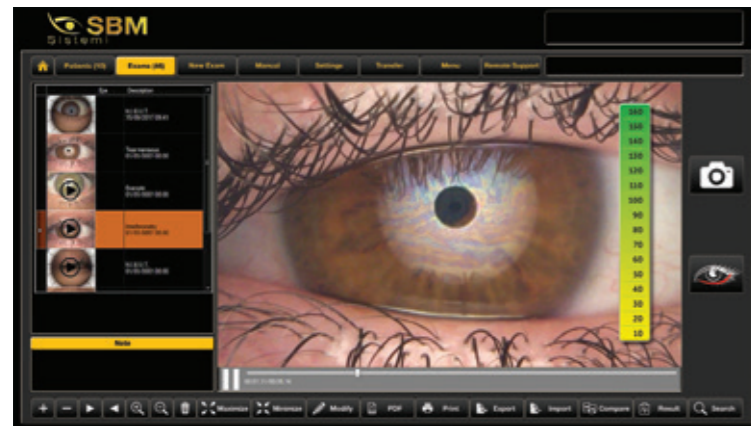 SBM
Sistemi
Patients (10)
Exams (46)
New Exam
Manual
Settings
Transfer
Menu
Remote Support
Eye
Description
Note
160
150
140
130
120
110
100
90
80
70
60
50
40
30
20
10
Maximize
Minimize
Modify
PDF
Print
Export
Import
Compare
Result
Search